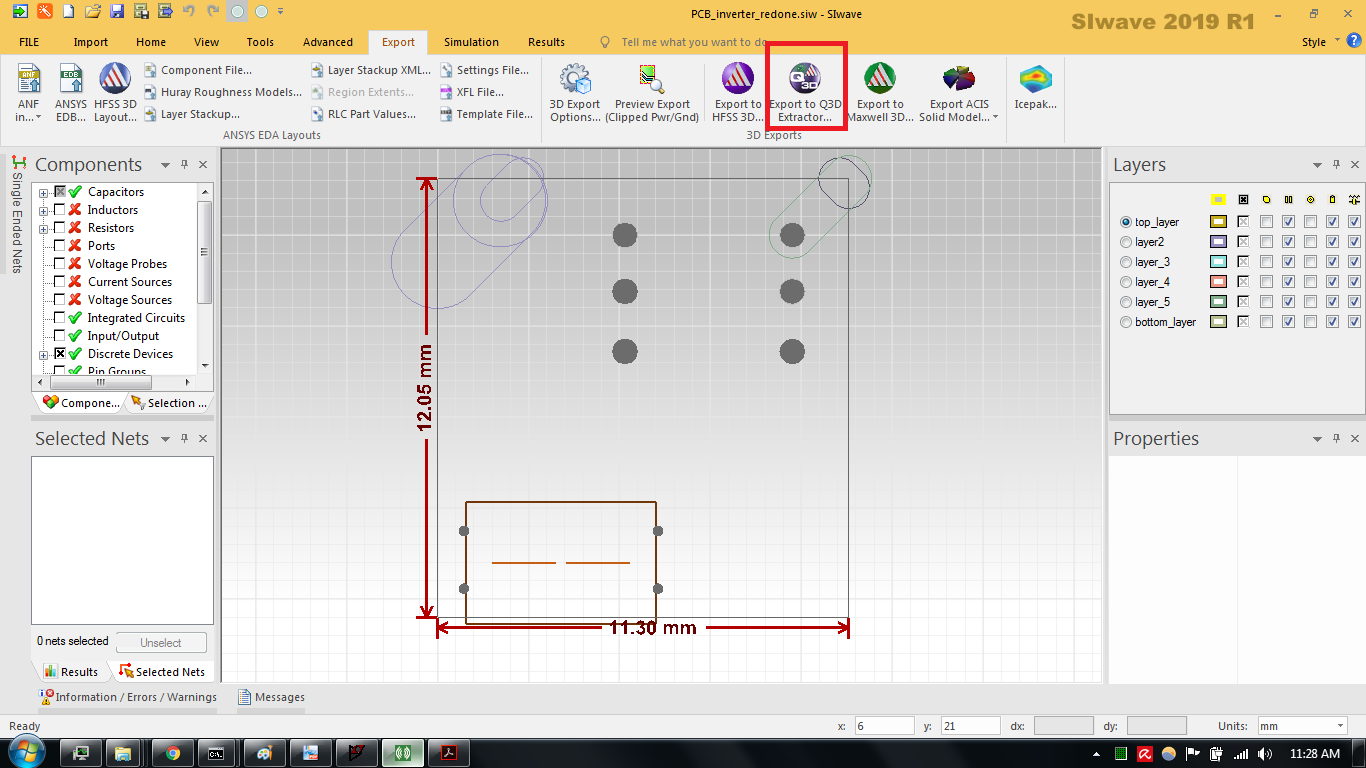 PCB_inverter_redone.siw - SIwave
SIwave 2019 R1
FILE Import Home View Tools Advanced Export Simulation Results Tell me what you want to do Style
ANF in...
ANSYS EDB...
HFSS 3D Layout...
Component File...
Huray Roughness Models...
Layer Stackup...
Layer Stackup XML...
Region Extents...
RLC Part Values...
Settings File...
XFL File...
Template File...
ANSYS EDA Layouts
3D Export Options...
Preview Export (Clipped Pwr/Gnd)
Export to HFSS 3D...
Q 3D
Export to Q3D Extractor...
Export to Maxwell 3D...
Export ACIS Solid Model...
Icepak...
3D Exports
Single Ended Nets
Components
Capacitors
Inductors
Resistors
Ports
Voltage Probes
Current Sources
Voltage Sources
Integrated Circuits
Input/Output
Discrete Devices
Pin Groups
Compone... Selection ...
Selected Nets
0 nets selected Unselect
Results Selected Nets
12.05 mm
11.30 mm
Layers
top_layer
layer2
layer_3
layer_4
layer_5
bottom_layer
Properties
Information / Errors / Warnings Messages
Ready x: 6 y: 21 dx: dy: Units: mm
11:28 AM